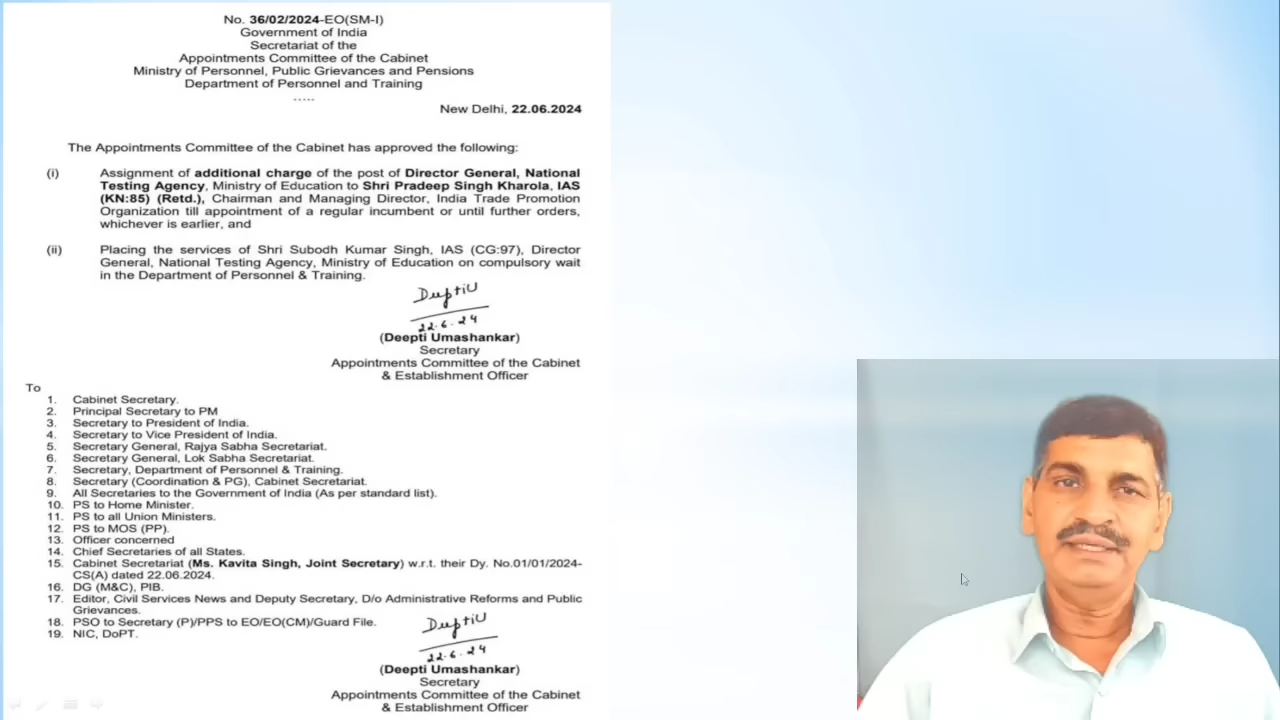 No. 36/02/2024-EO(SM-I)
Government of India
Secretariat of the
Appointments Committee of the Cabinet
Ministry of Personnel, Public Grievances and Pensions
Department of Personnel and Training
.....
New Delhi, 22.06.2024
The Appointments Committee of the Cabinet has approved the following:
(i) Assignment of additional charge of the post of Director General, National
Testing Agency, Ministry of Education to Shri Pradeep Singh Kharola, IAS
(KN:85) (Retd.), Chairman and Managing Director, India Trade Promotion
Organization till appointment of a regular incumbent or until further orders,
whichever is earlier, and
(ii) Placing the services of Shri Subodh Kumar Singh, IAS (CG:97), Director
General, National Testing Agency, Ministry of Education on compulsory wait
in the Department of Personnel & Training.
DeeptiU
22.6.24
(Deepti Umashankar)
Secretary
Appointments Committee of the Cabinet
& Establishment Officer
To
1. Cabinet Secretary.
2. Principal Secretary to PM
3. Secretary to President of India.
4. Secretary to Vice President of India.
5. Secretary General, Rajya Sabha Secretariat.
6. Secretary General, Lok Sabha Secretariat.
7. Secretary, Department of Personnel & Training.
8. Secretary (Coordination & PG), Cabinet Secretariat.
9. All Secretaries to the Government of India (As per standard list).
10. PS to Home Minister.
11. PS to all Union Ministers.
12. PS to MOS (PP).
13. Officer concerned
14. Chief Secretaries of all States.
15. Cabinet Secretariat (Ms. Kavita Singh, Joint Secretary) w.r.t. their Dy. No.01/01/2024-
CS(A) dated 22.06.2024.
16. DG (M&C), PIB.
17. Editor, Civil Services News and Deputy Secretary, D/o Administrative Reforms and Public
Grievances.
18. PSO to Secretary (P)/PPS to EO/EO(CM)/Guard File.
19. NIC, DoPT.
DeeptiU
22.6.24
(Deepti Umashankar)
Secretary
Appointments Committee of the Cabinet
& Establishment Officer